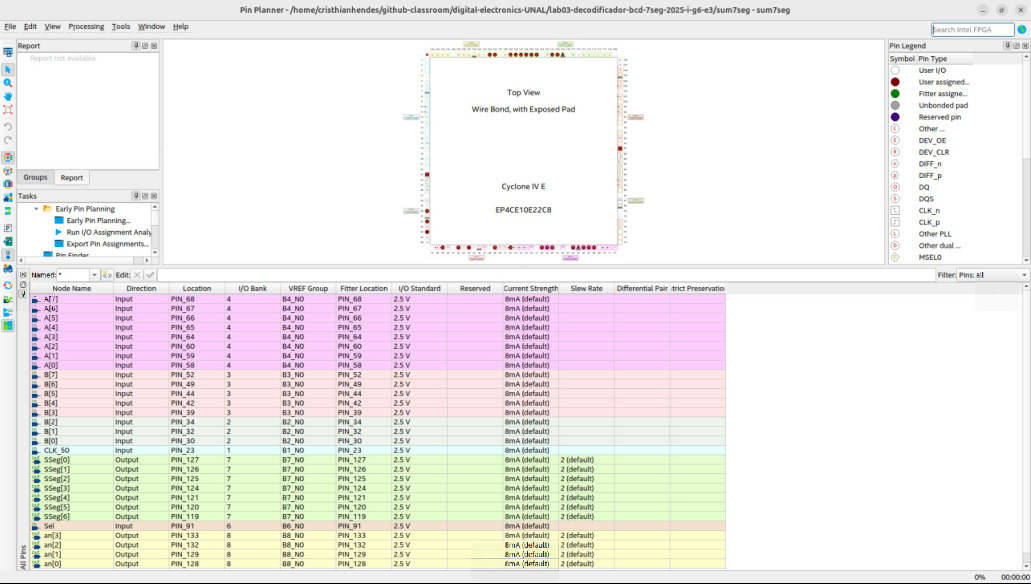 Pin Planner - /home/cristhianhendes/github-classroom/digital-electronics-UNAL/lab03-decodificador-bcd-7seg-2025-i-g6-e3/sum7seg - sum7seg
File Edit View Processing Tools Window Help
Search Intel FPGA
Report
Report not available
Groups Report
Tasks
Early Pin Planning
Early Pin Planning...
Run I/O Assignment Analy
Export Pin Assignments...
Pin Finder
Top View
Wire Bond, with Exposed Pad
Cyclone IV E
EP4CE10E22C8
Pin Legend
Symbol Pin Type
User I/O
User assigned...
Fitter assigne...
Unbonded pad
Reserved pin
Other ...
DEV_OE
DEV_CLR
DIFF_n
DIFF_p
DQ
DQS
CLK_n
CLK_p
Other PLL
Other dual ...
MSEL0
Named: * Edit: Filter: Pins: all
Node Name Direction Location I/O Bank VREF Group Fitter Location I/O Standard Reserved Current Strength Slew Rate Differential Pair trict Preservatio
A[7] Input PIN_68 4 B4_N0 PIN_68 2.5 V 8mA (default)
A[6] Input PIN_67 4 B4_N0 PIN_67 2.5 V 8mA (default)
A[5] Input PIN_66 4 B4_N0 PIN_66 2.5 V 8mA (default)
A[4] Input PIN_65 4 B4_N0 PIN_65 2.5 V 8mA (default)
A[3] Input PIN_64 4 B4_N0 PIN_64 2.5 V 8mA (default)
A[2] Input PIN_60 4 B4_N0 PIN_60 2.5 V 8mA (default)
A[1] Input PIN_59 4 B4_N0 PIN_59 2.5 V 8mA (default)
A[0] Input PIN_58 4 B4_N0 PIN_58 2.5 V 8mA (default)
B[7] Input PIN_52 3 B3_N0 PIN_52 2.5 V 8mA (default)
B[6] Input PIN_49 3 B3_N0 PIN_49 2.5 V 8mA (default)
B[5] Input PIN_44 3 B3_N0 PIN_44 2.5 V 8mA (default)
B[4] Input PIN_42 3 B3_N0 PIN_42 2.5 V 8mA (default)
B[3] Input PIN_39 3 B3_N0 PIN_39 2.5 V 8mA (default)
B[2] Input PIN_34 2 B2_N0 PIN_34 2.5 V 8mA (default)
B[1] Input PIN_32 2 B2_N0 PIN_32 2.5 V 8mA (default)
B[0] Input PIN_30 2 B2_N0 PIN_30 2.5 V 8mA (default)
CLK_50 Input PIN_23 1 B1_N0 PIN_23 2.5 V 8mA (default)
SSeg[0] Output PIN_127 7 B7_N0 PIN_127 2.5 V 8mA (default) 2 (default)
SSeg[1] Output PIN_126 7 B7_N0 PIN_126 2.5 V 8mA (default) 2 (default)
SSeg[2] Output PIN_125 7 B7_N0 PIN_125 2.5 V 8mA (default) 2 (default)
SSeg[3] Output PIN_124 7 B7_N0 PIN_124 2.5 V 8mA (default) 2 (default)
SSeg[4] Output PIN_121 7 B7_N0 PIN_121 2.5 V 8mA (default) 2 (default)
SSeg[5] Output PIN_120 7 B7_N0 PIN_120 2.5 V 8mA (default) 2 (default)
SSeg[6] Output PIN_119 7 B7_N0 PIN_119 2.5 V 8mA (default) 2 (default)
Sel Input PIN_91 6 B6_N0 PIN_91 2.5 V 8mA (default)
an[3] Output PIN_133 8 B8_N0 PIN_133 2.5 V 8mA (default) 2 (default)
an[2] Output PIN_132 8 B8_N0 PIN_132 2.5 V 8mA (default) 2 (default)
an[1] Output PIN_129 8 B8_N0 PIN_129 2.5 V 8mA (default) 2 (default)
an[0] Output PIN_128 8 B8_N0 PIN_128 2.5 V 8mA (default) 2 (default)
All Pins
0% 00:00:00